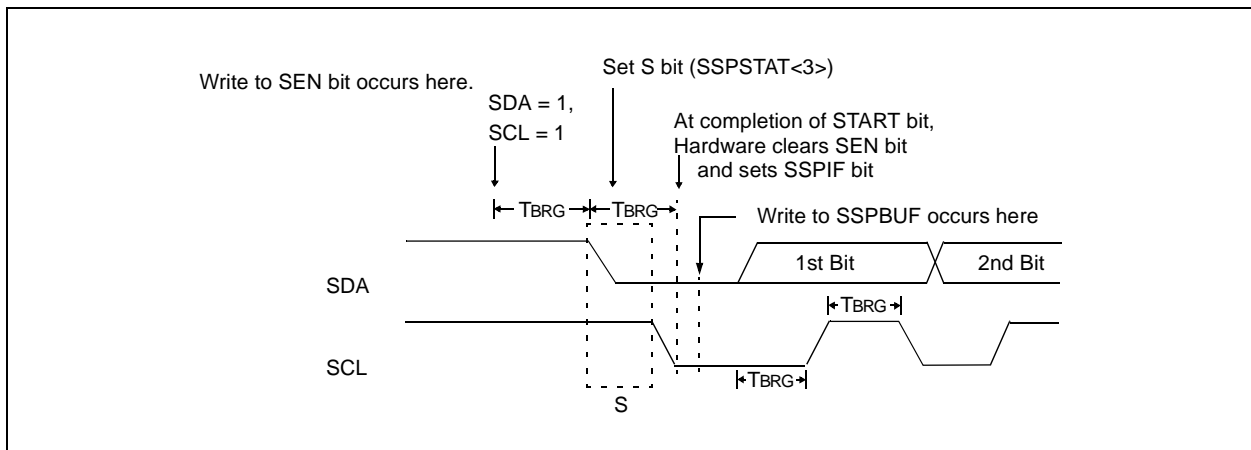 Set S bit (SSPSTAT<3>)
Write to SEN bit occurs here.
SDA = 1,
SCL = 1
At completion of START bit,
Hardware clears SEN bit
and sets SSPIF bit
TBRG TBRG
Write to SSPBUF occurs here
1st Bit 2nd Bit
SDA
TBRG
SCL
TBRG
S